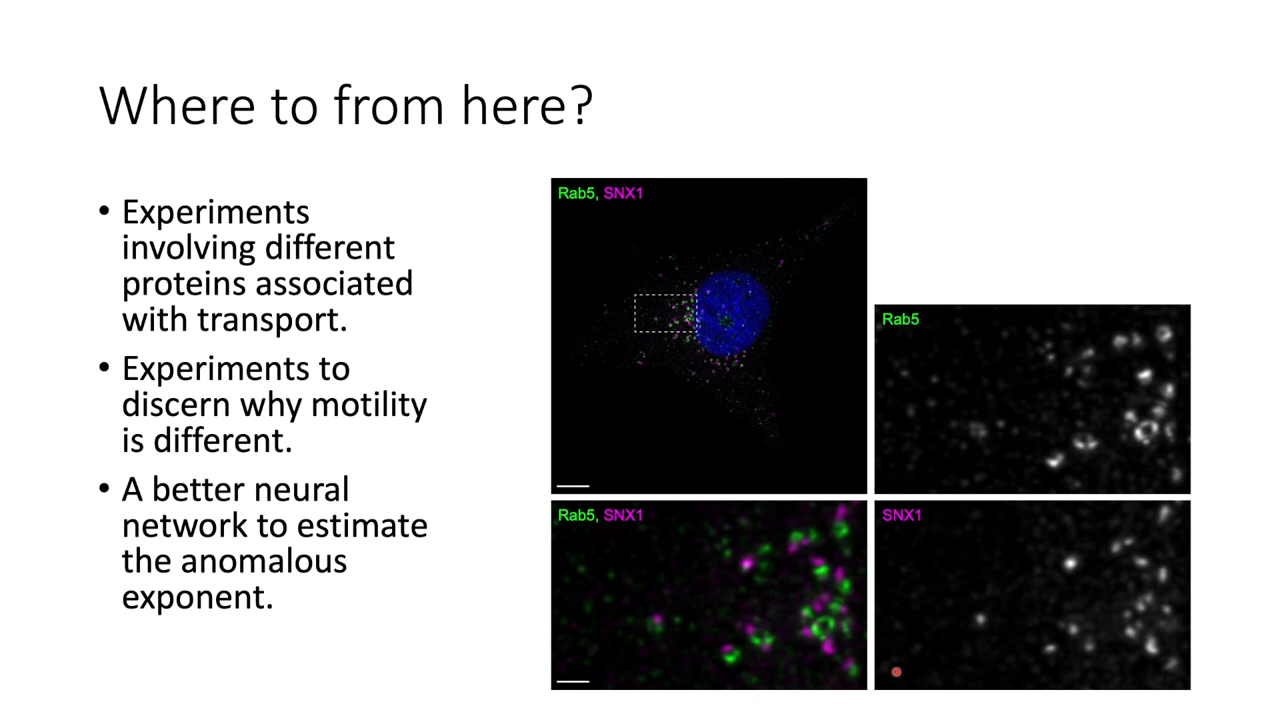 Where to from here?
• Experiments
involving different
proteins associated
with transport.
• Experiments to
discern why motility
is different.
• A better neural
network to estimate
the anomalous
exponent.
Rab5, SNX1
Rab5
Rab5, SNX1
SNX1